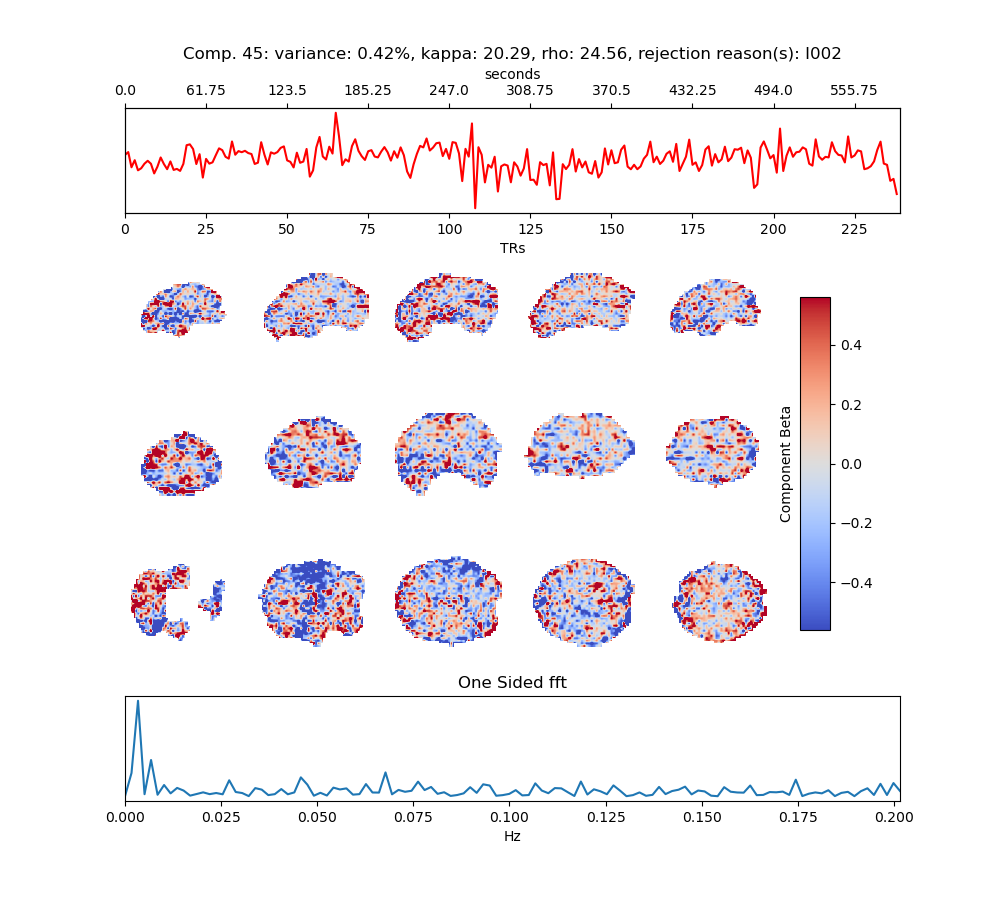 Comp. 45: variance: 0.42%, kappa: 20.29, rho: 24.56, rejection reason(s): I002
seconds
0.0 61.75 123.5 185.25 247.0 308.75 370.5 432.25 494.0 555.75
0 25 50 75 100 125 150 175 200 225
TRs
0.4
0.2
0.0
−0.2
−0.4
Component Beta
One Sided fft
0.000 0.025 0.050 0.075 0.100 0.125 0.150 0.175 0.200
Hz